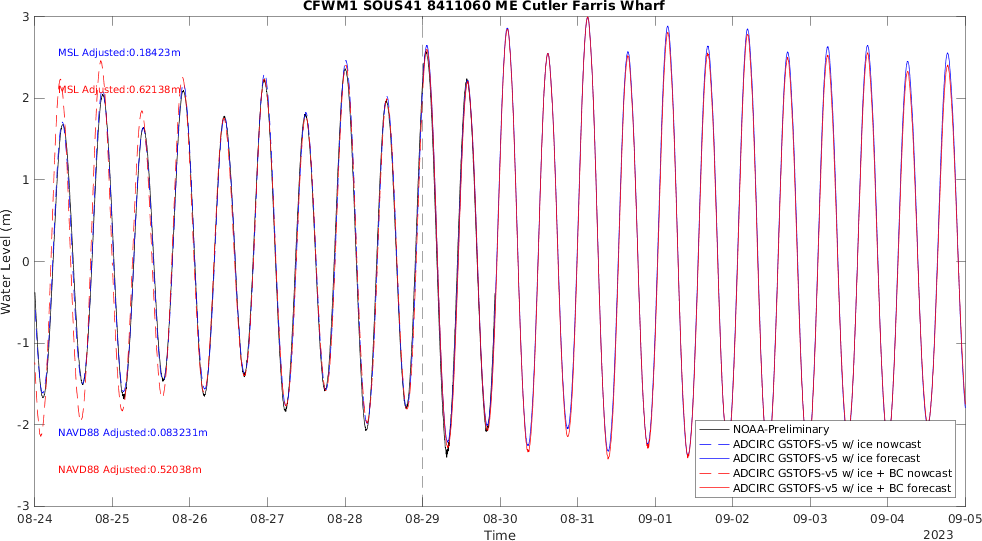 CFWM1 SOUS41 8411060 ME Cutler Farris Wharf
3
2
1
0
-1
-2
-3
Water Level (m)
MSL Adjusted:0.18423m
MSL Adjusted:0.62138m
NAVD88 Adjusted:0.083231m
NAVD88 Adjusted:0.52038m
NOAA-Preliminary
ADCIRC GSTOFS-v5 w/ ice nowcast
ADCIRC GSTOFS-v5 w/ ice forecast
ADCIRC GSTOFS-v5 w/ ice + BC nowcast
ADCIRC GSTOFS-v5 w/ ice + BC forecast
08-24 08-25 08-26 08-27 08-28 08-29 08-30 08-31 09-01 09-02 09-03 09-04 09-05
Time
2023